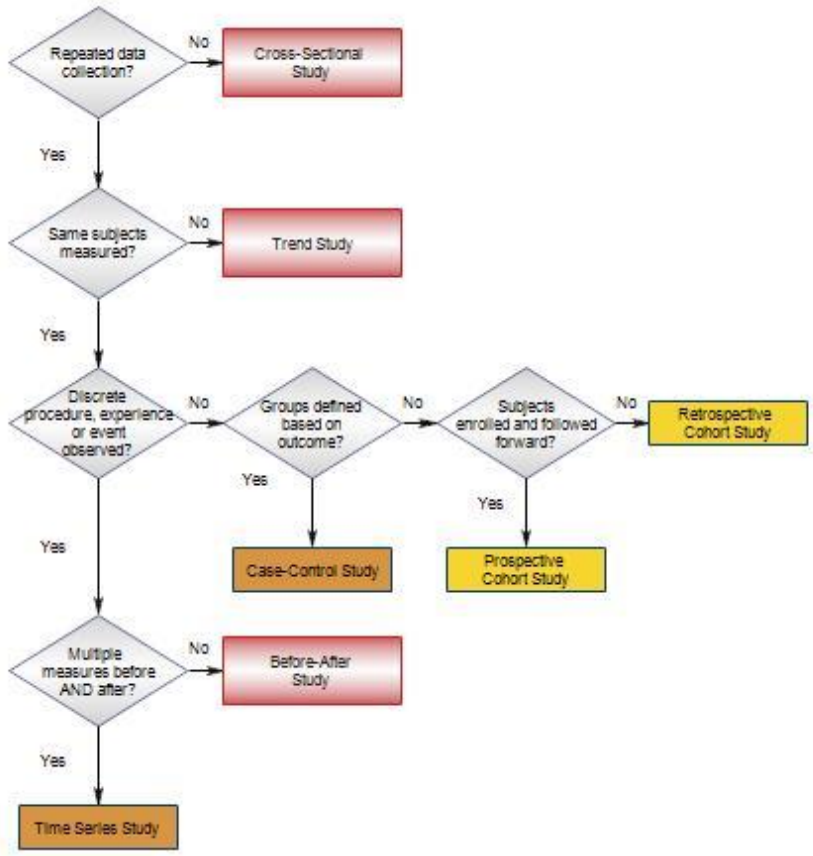 Repeated data
collection?
No
Cross-Sectional
Study
Yes
Same subjects
measured?
No
Trend Study
Yes
Discrete
procedure, experience
or event
observed?
No
Groups defined
based on
outcome?
No
Subjects
enrolled and followed
forward?
No
Retrospective
Cohort Study
Yes
Yes
Yes
Case-Control Study
Prospective
Cohort Study
Multiple
measures before
AND after?
No
Before-After
Study
Yes
Time Series Study